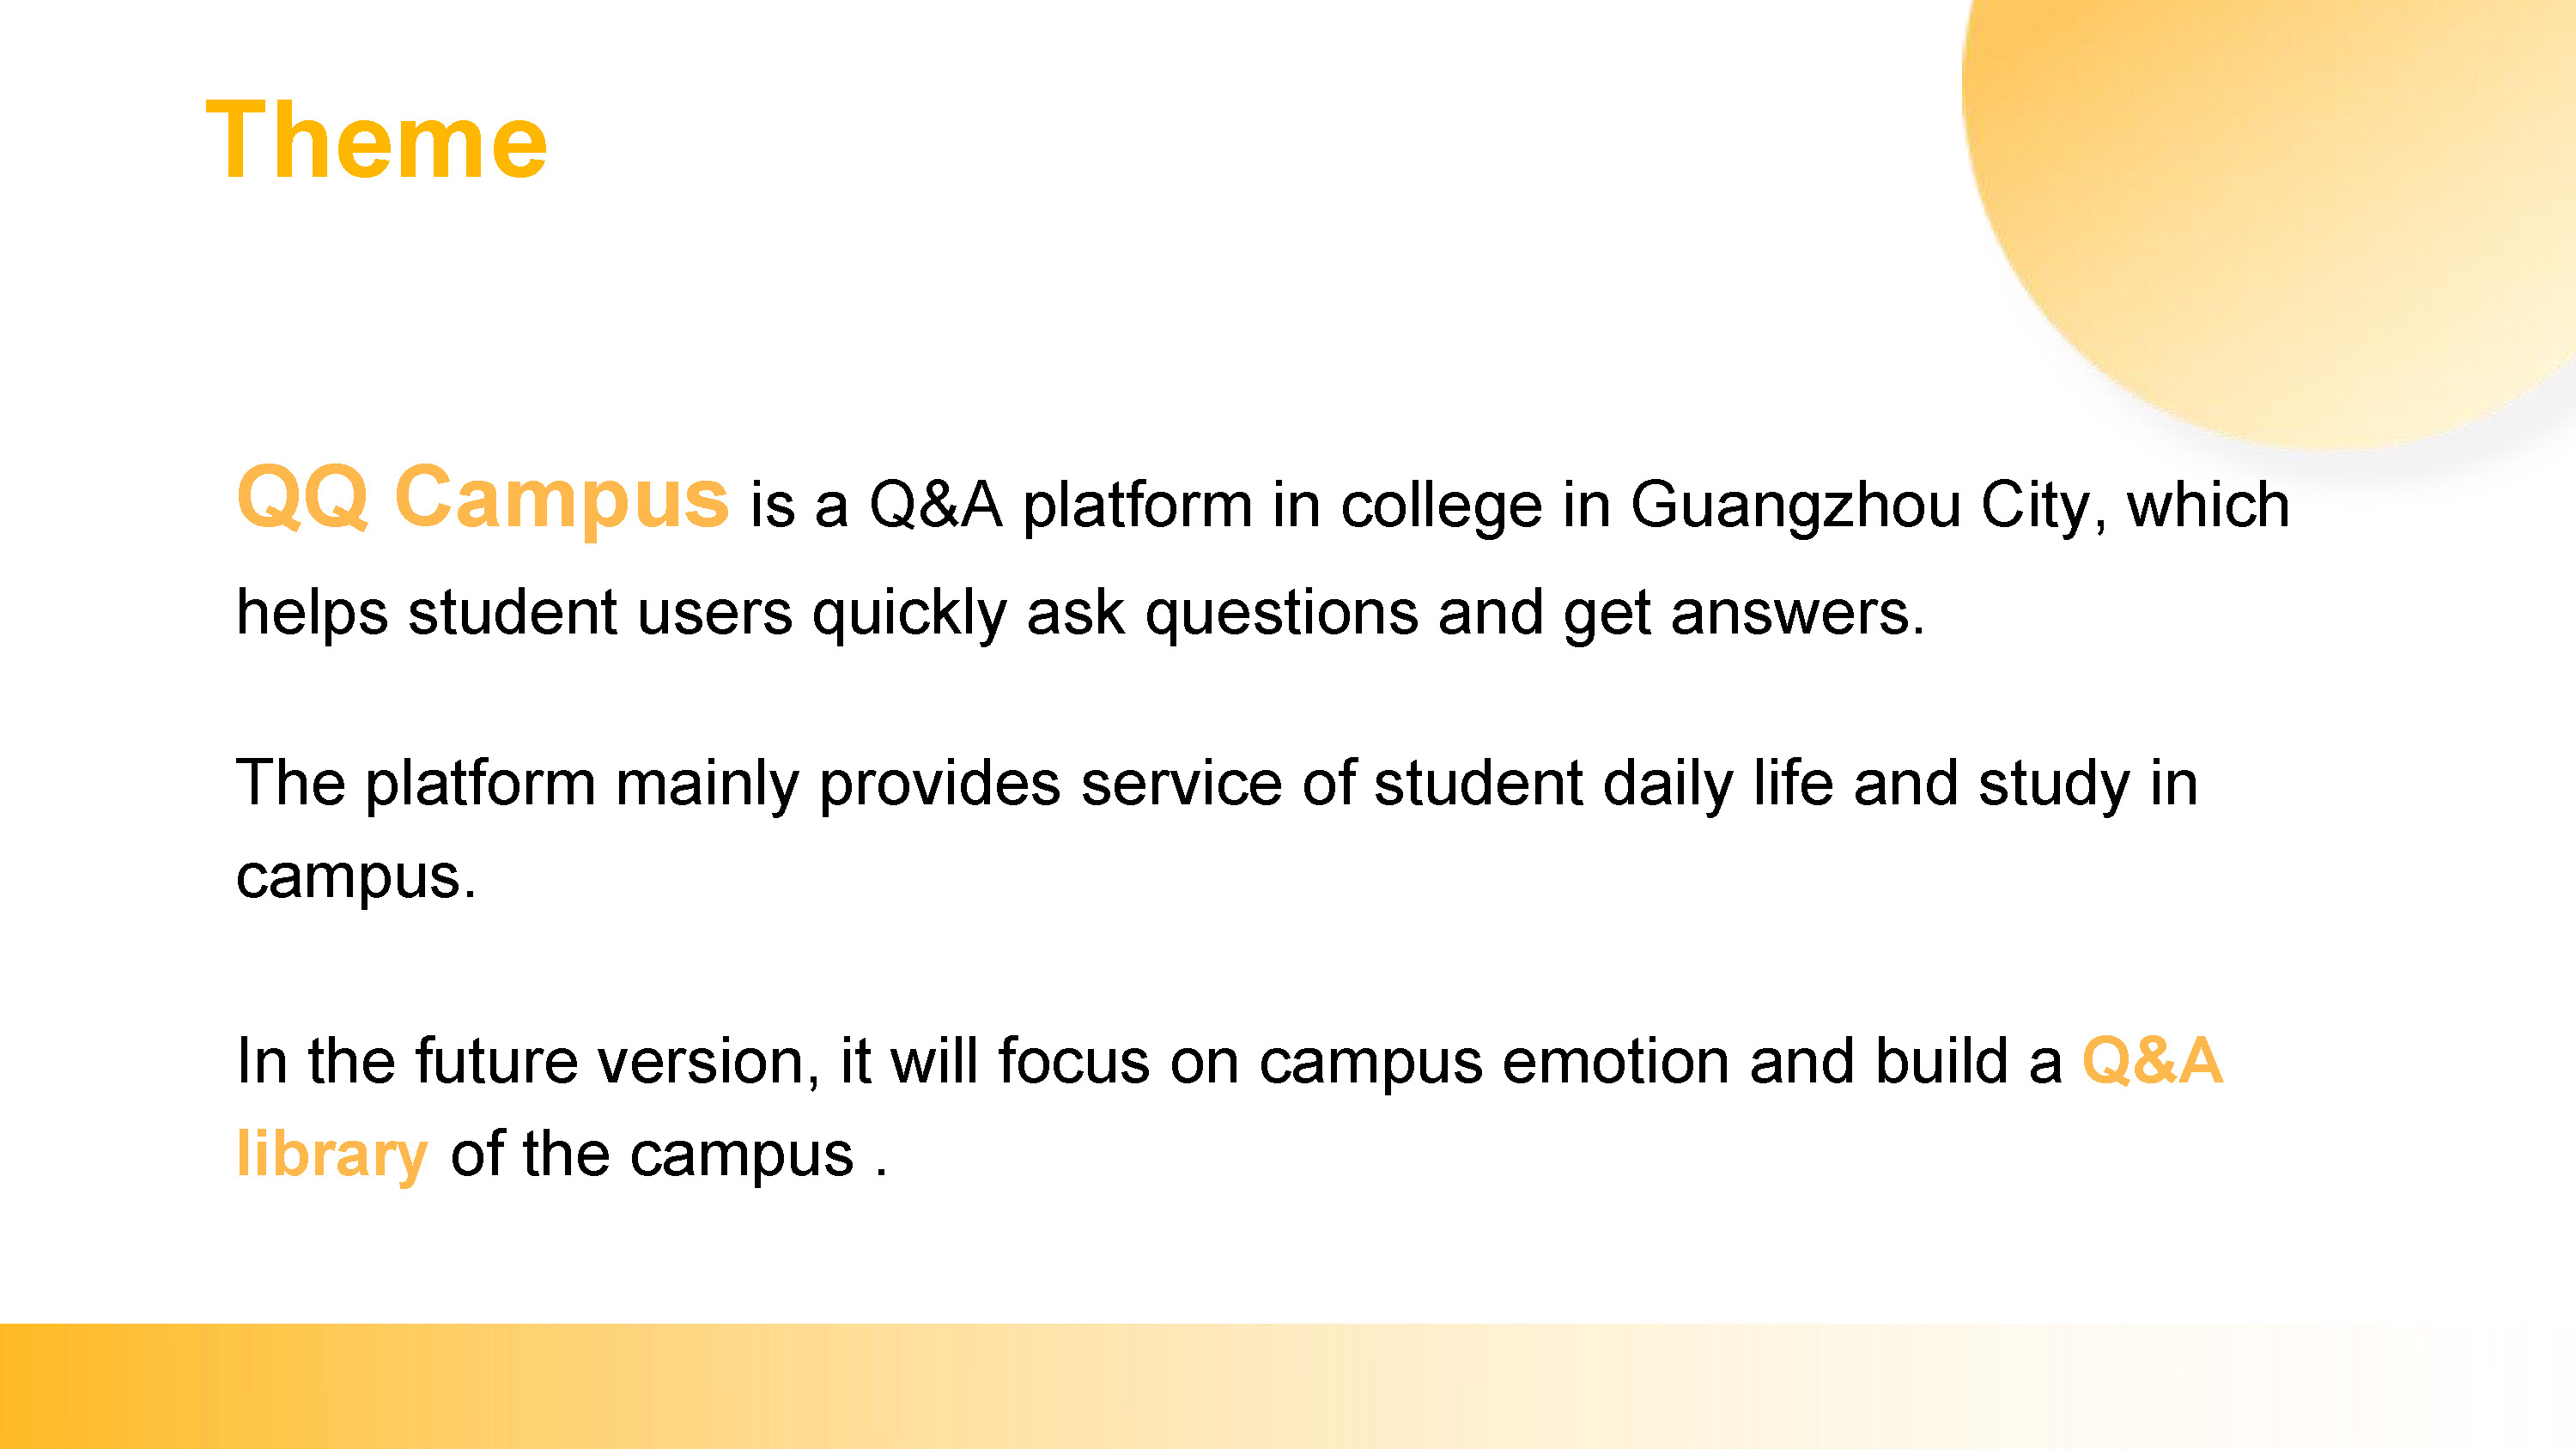 Theme
QQ Campus is a Q&A platform in college in Guangzhou City, which
helps student users quickly ask questions and get answers.
The platform mainly provides service of student daily life and study in
campus.
In the future version, it will focus on campus emotion and build a Q&A
library of the campus .